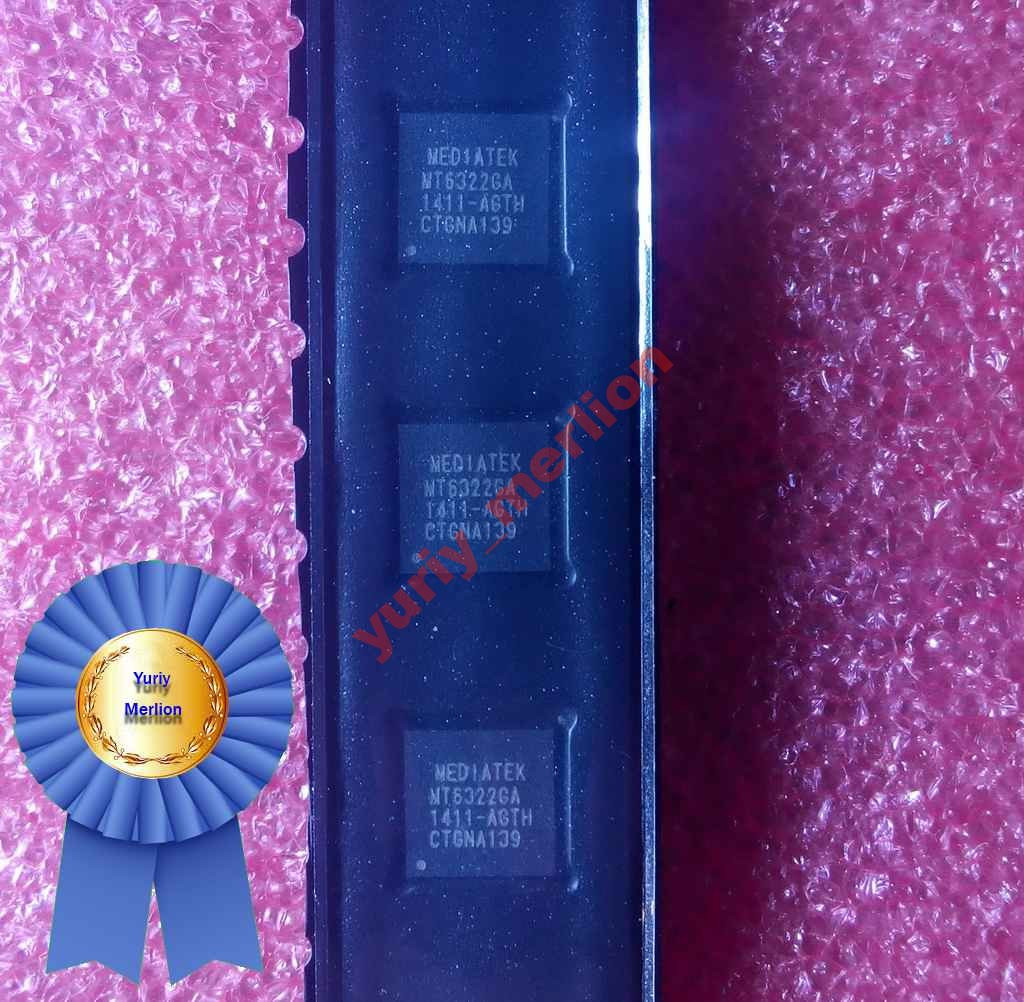 MEDIATEK
MT6322GA
1411-AGTH
CTGNA139
MEDIATEK
MT6322GA
1411-AGTH
CTGNA139
yuriy_merlion
MEDIATEK
MT6322GA
1411-AGTH
CTGNA139
Yuriy
Merlion